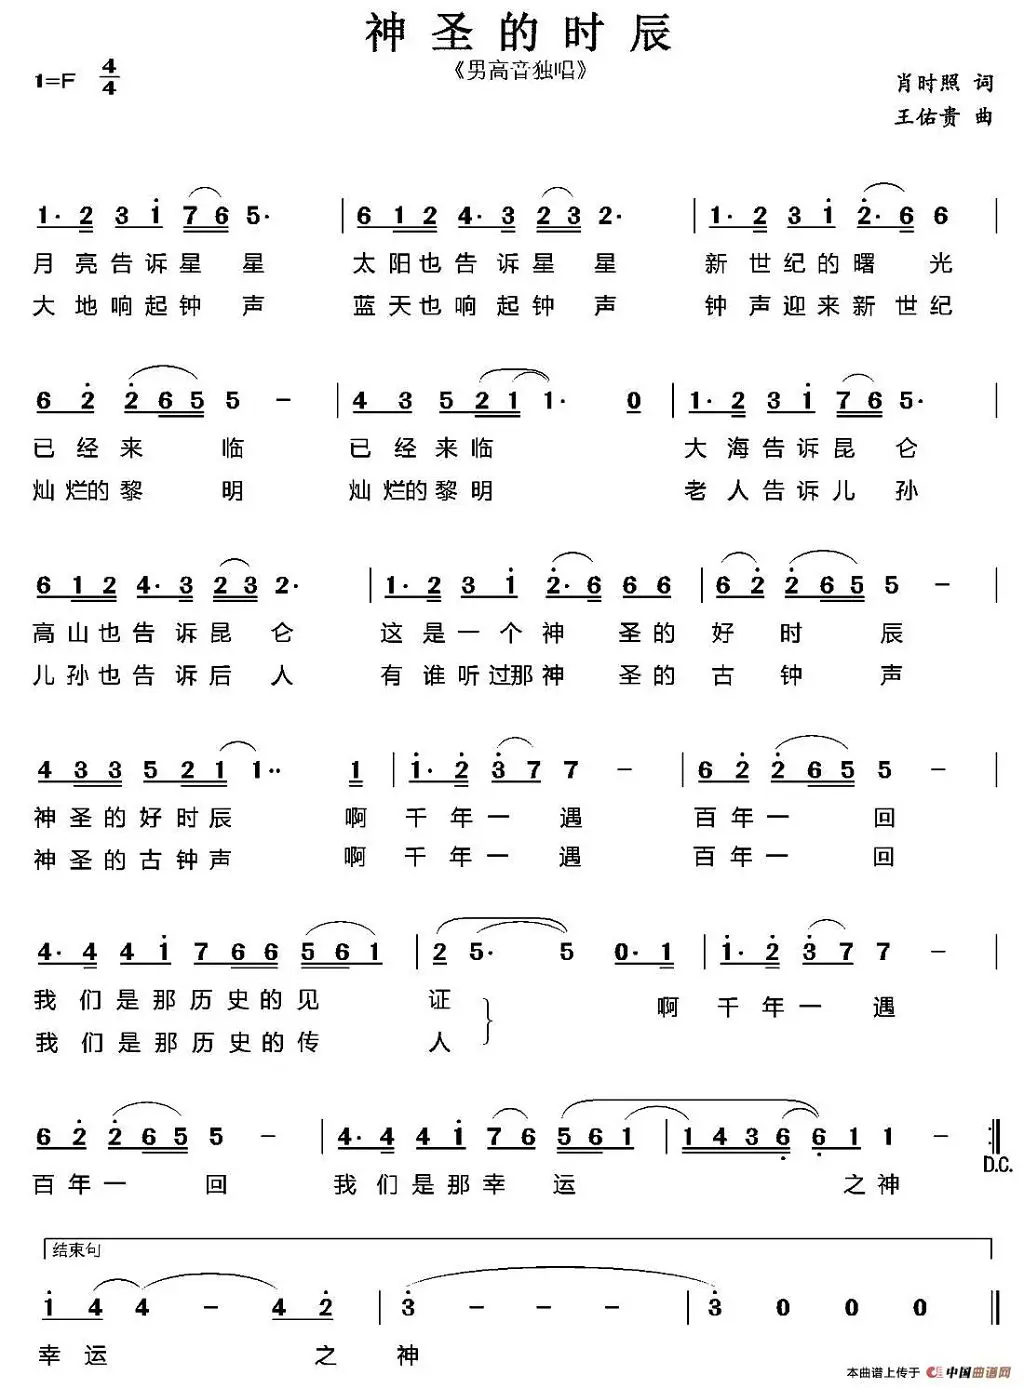 神圣的时辰
《男高音独唱》
1=F 4/4
肖时照 词
王佑贵 曲
1· 2 3 1 7 6 5· | 6 1 2 4· 3 2 3 2· | 1· 2 3 1 2· 6 6 |
月亮告诉星星 太阳也告诉星星 新世纪的曙光
大地响起钟声 蓝天也响起钟声 钟声迎来新世纪
6 2 2 6 5 5 - | 4 3 5 2 1 1· 0 | 1· 2 3 1 7 6 5· |
已经来临 已经来临 大海告诉昆仑
灿烂的黎明 灿烂的黎明 老人告诉儿孙
6 1 2 4· 3 2 3 2· | 1· 2 3 1 2· 6 6 6 | 6 2 2 6 5 5 - |
高山也告诉昆仑 这是一个神圣的好时辰
儿孙也告诉后人 有谁听过那神圣的古钟声
4 3 3 5 2 1 1·· 1 | 1· 2 3 7 7 - | 6 2 2 6 5 5 - |
神圣的好时辰 啊千年一遇 百年一回
神圣的古钟声 啊千年一遇 百年一回
4· 4 4 1 7 6 6 5 6 1 | 2 5· 5 0· 1 | 1· 2 3 7 7 - |
我们是那历史的见证 啊千年一遇
我们是那历史的传人
6 2 2 6 5 5 - | 4· 4 4 1 7 6 5 6 1 | 1 4 3 6 6 1 1 - :|
D.C.
百年一回 我们是那幸运之神
结束句
1 4 4 - 4 2 | 3 - - - | 3 0 0 0 ‖
幸运之神
本曲谱上传于 中国曲谱网